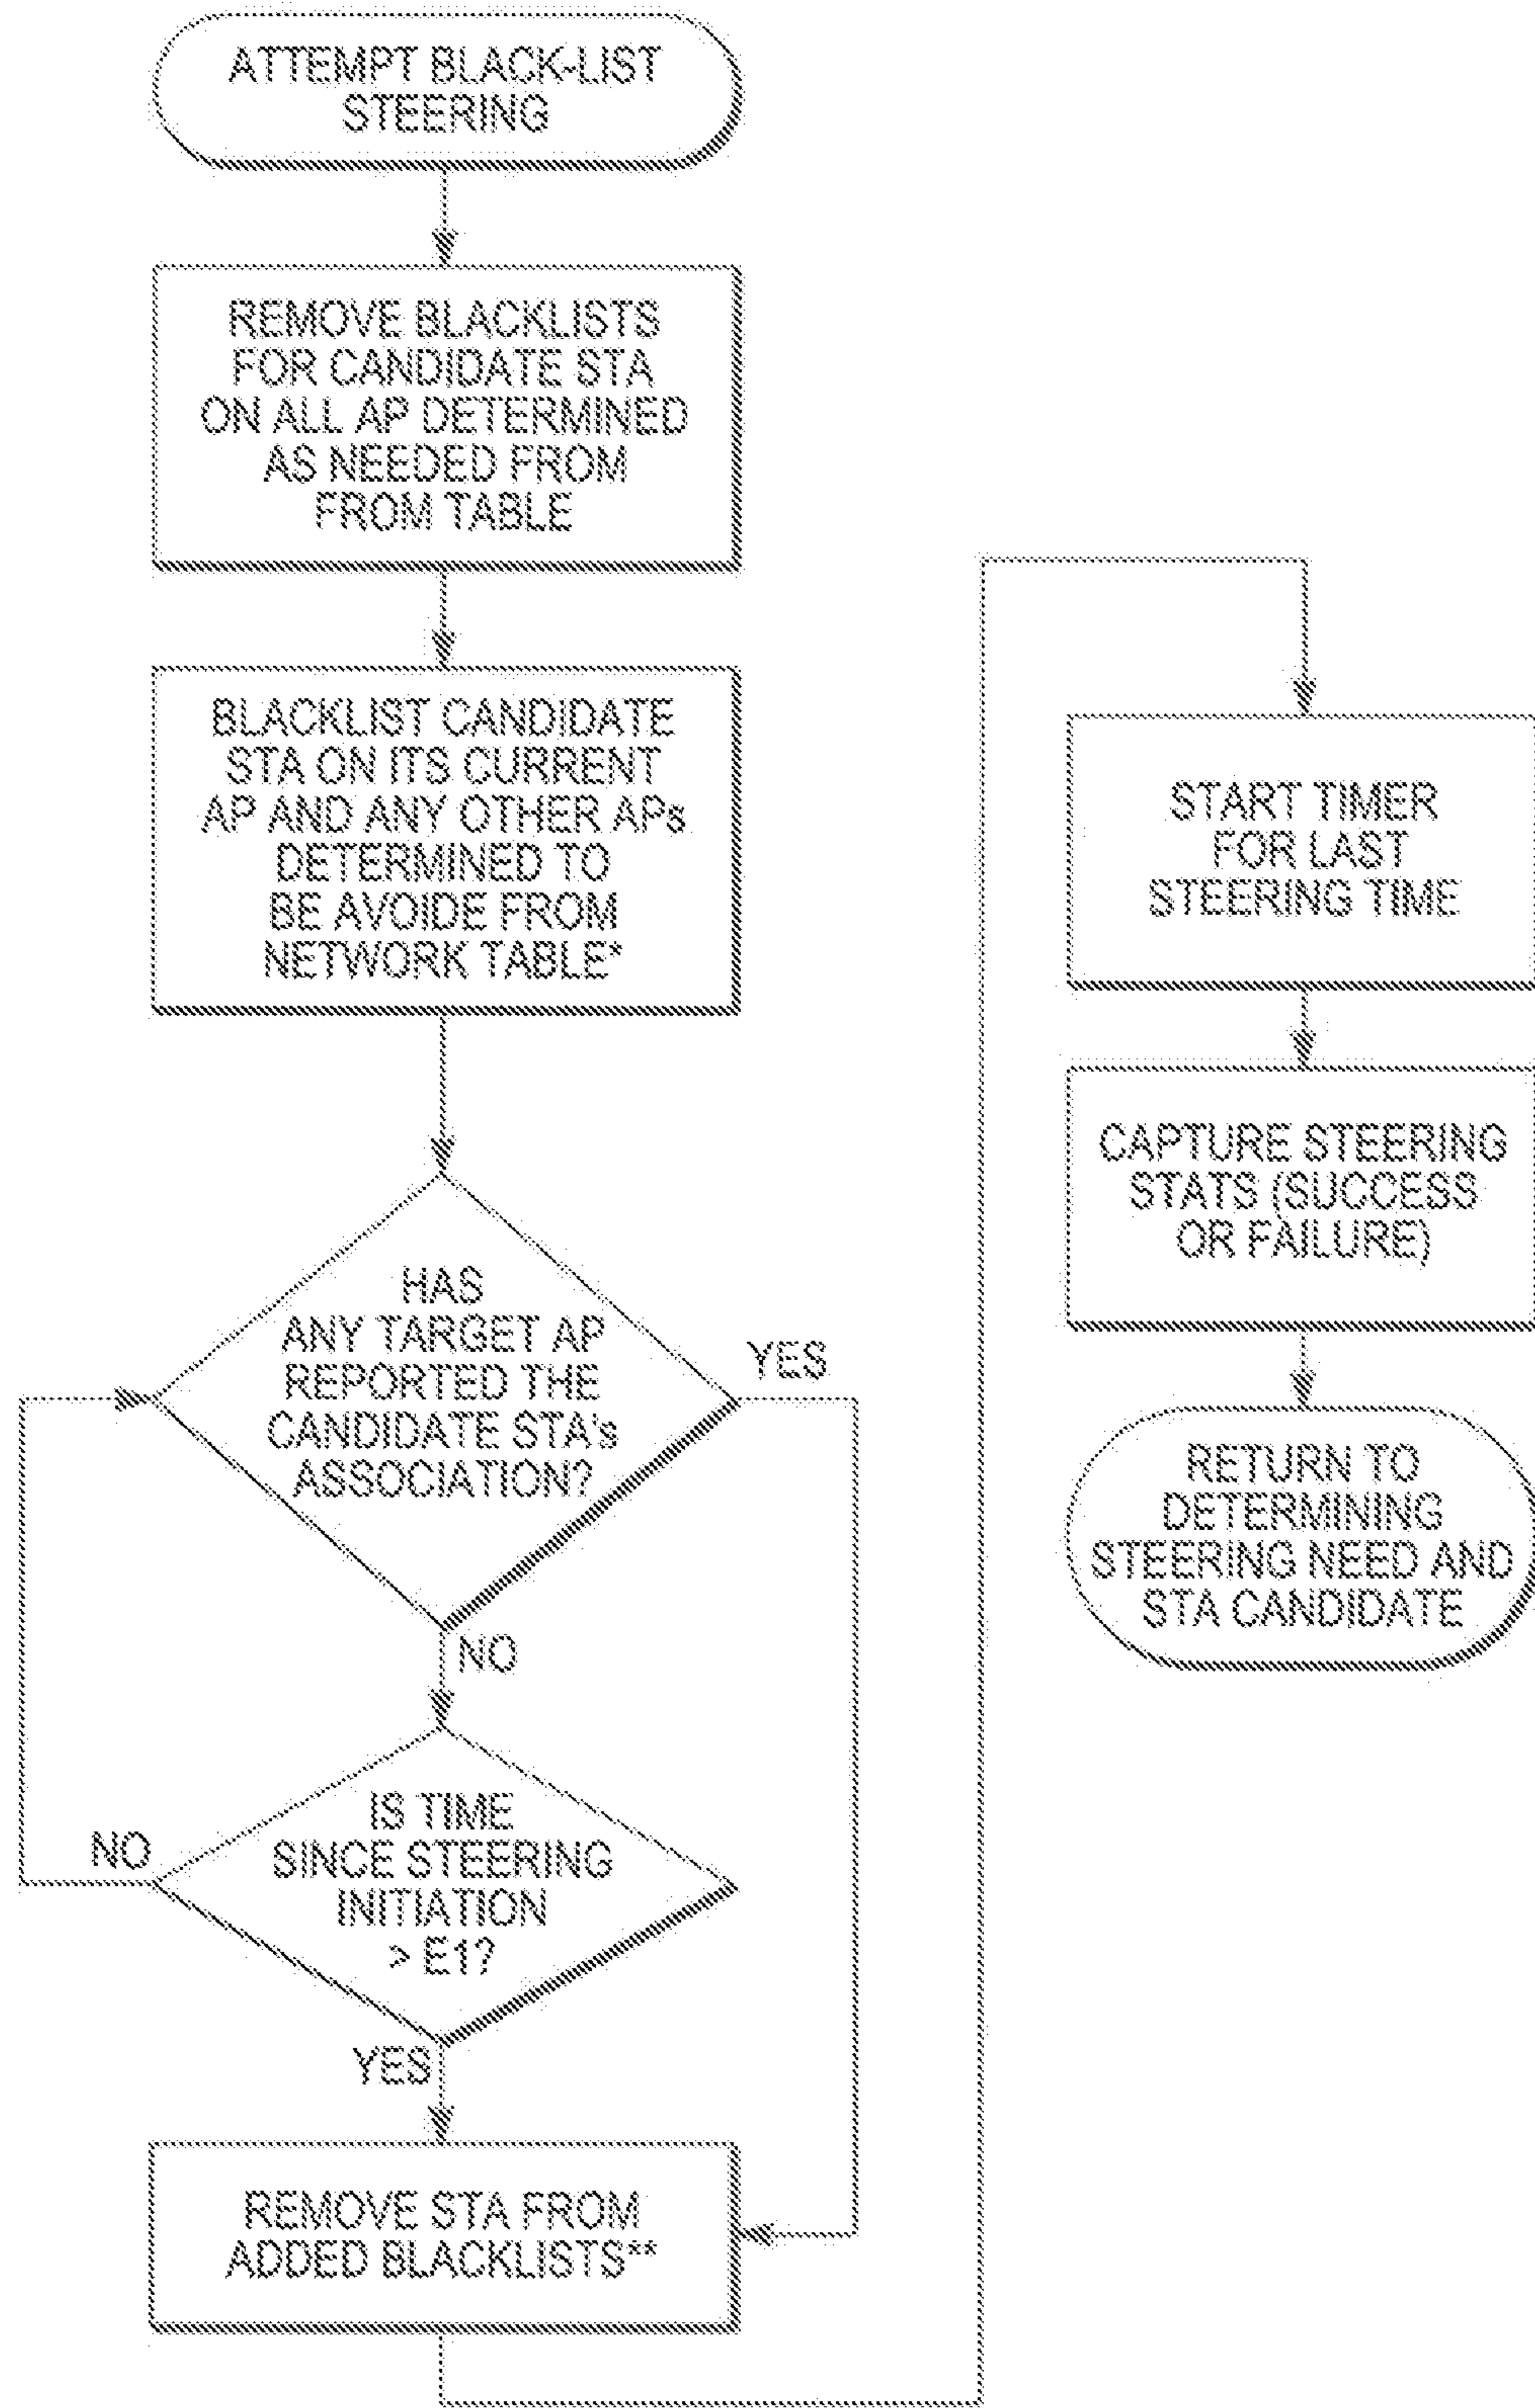 ATTEMPT BLACK-LIST
STEERING
REMOVE BLACKLISTS
FOR CANDIDATE STA
ON ALL AP DETERMINED
AS NEEDED FROM
FROM TABLE
BLACKLIST CANDIDATE
STA ON ITS CURRENT
AP AND ANY OTHER APs
DETERMINED TO
BE AVOIDE FROM
NETWORK TABLE*
HAS
ANY TARGET AP
REPORTED THE
CANDIDATE STA's
ASSOCIATION?
YES
NO
IS TIME
SINCE STEERING
INITIATION
> E1?
NO
YES
REMOVE STA FROM
ADDED BLACKLISTS**
START TIMER
FOR LAST
STEERING TIME
CAPTURE STEERING
STATS (SUCCESS
OR FAILURE)
RETURN TO
DETERMINING
STEERING NEED AND
STA CANDIDATE